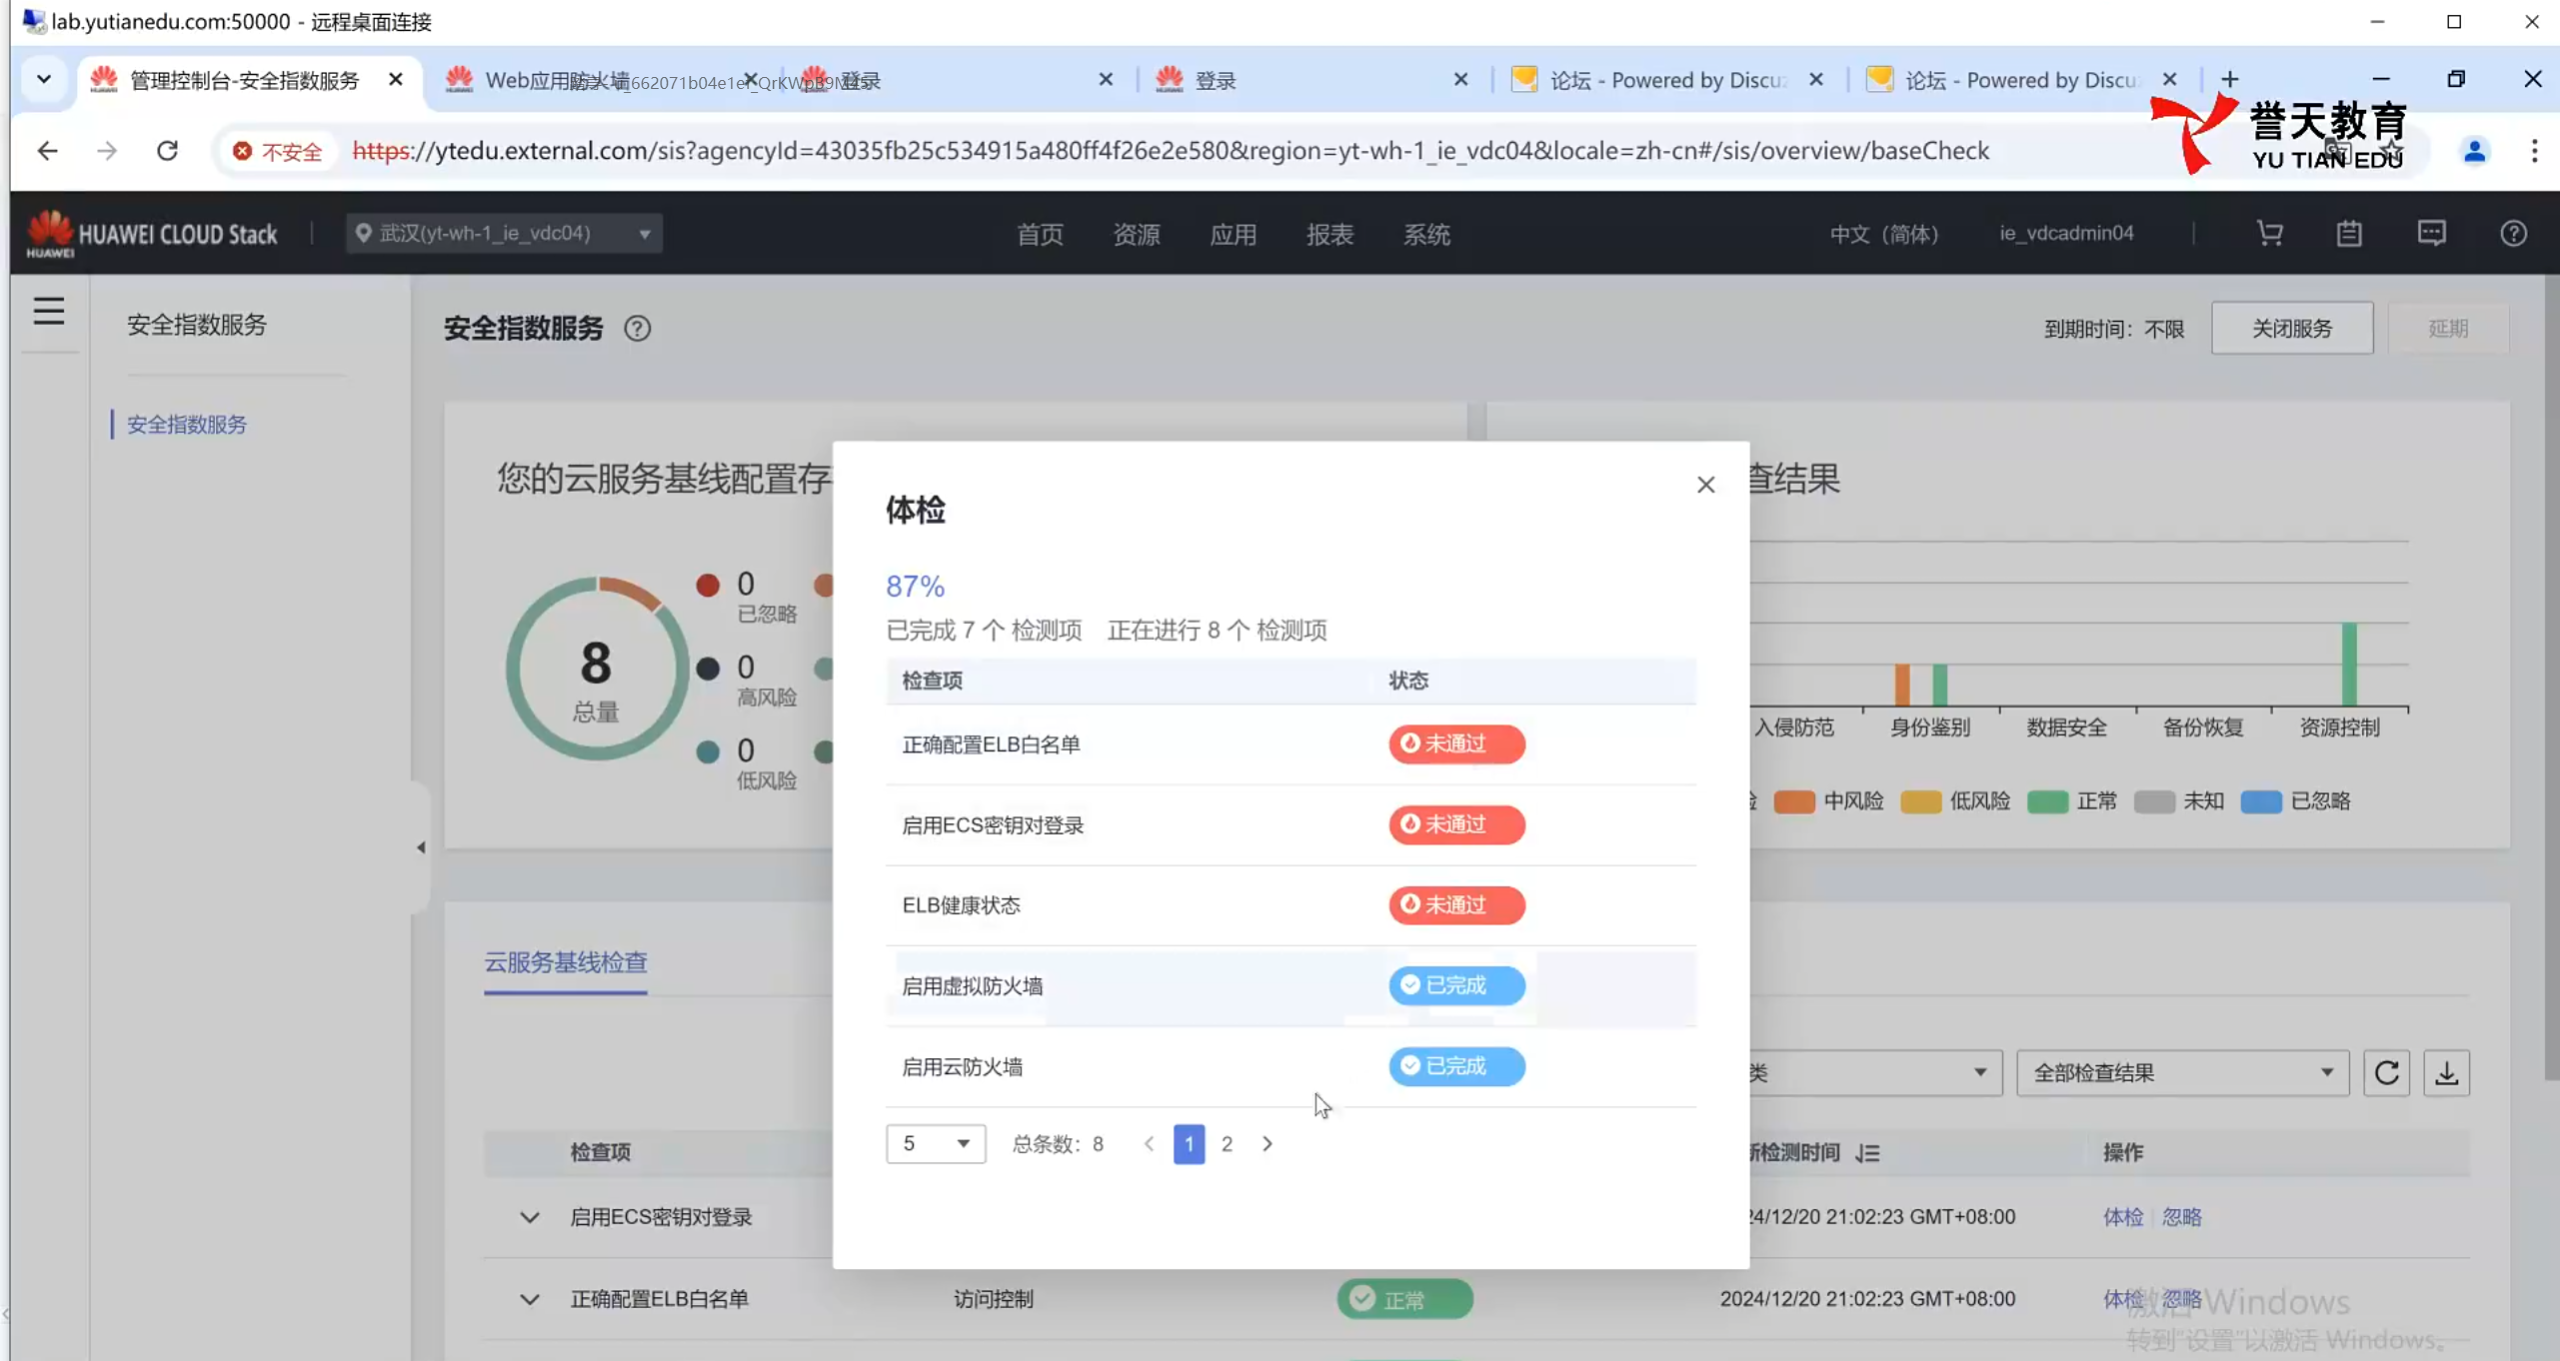 lab.yutianedu.com:50000 - 远程桌面连接
管理控制台-安全指数服务
Web应用防火墙
登录
登录
论坛 - Powered by Discu
论坛 - Powered by Discu
不安全
https://ytedu.external.com/sis?agencyId=43035fb25c534915a480ff4f26e2e580&region=yt-wh-1_ie_vdc04&locale=zh-cn#/sis/overview/baseCheck
誉天教育
YU TIAN EDU
HUAWEI
HUAWEI CLOUD Stack
武汉(yt-wh-1_ie_vdc04)
首页
资源
应用
报表
系统
中文（简体）
ie_vdcadmin04
安全指数服务
安全指数服务
安全指数服务
到期时间：不限
关闭服务
延期
您的云服务基线配置存
8
总量
0
已忽略
0
高风险
0
低风险
查结果
入侵防范
身份鉴别
数据安全
备份恢复
资源控制
中风险
低风险
正常
未知
已忽略
体检
87%
已完成 7 个 检测项 正在进行 8 个 检测项
检查项 状态
正确配置ELB白名单 未通过
启用ECS密钥对登录 未通过
ELB健康状态 未通过
启用虚拟防火墙 已完成
启用云防火墙 已完成
5 总条数：8 1 2
云服务基线检查
类
全部检查结果
检查项
检测时间
操作
启用ECS密钥对登录
24/12/20 21:02:23 GMT+08:00
体检 忽略
正确配置ELB白名单
访问控制
正常
2024/12/20 21:02:23 GMT+08:00
体检 忽略
激活 Windows
转到"设置"以激活 Windows。